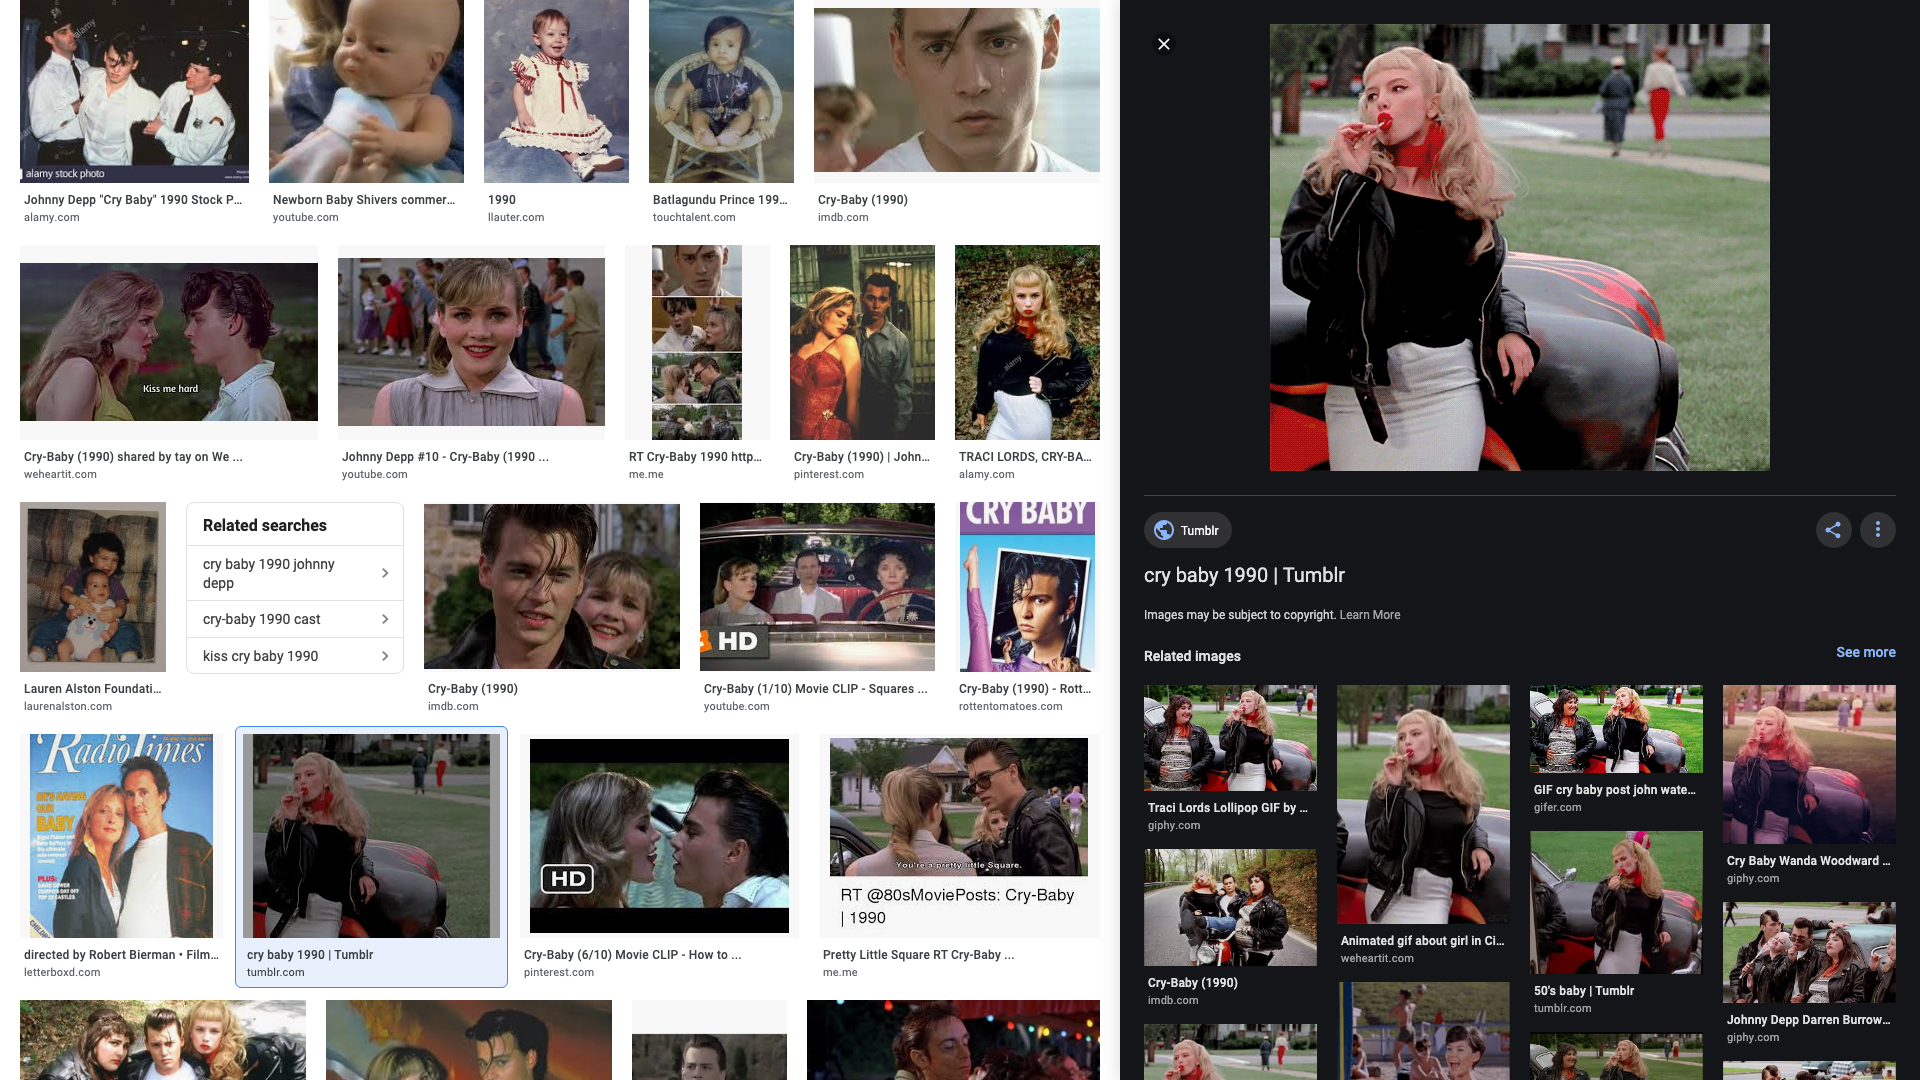 alamy
alamy stock photo
Johnny Depp "Cry Baby" 1990 Stock P...
alamy.com
Newborn Baby Shivers commer...
youtube.com
1990
llauter.com
Batlagundu Prince 199...
touchtalent.com
Cry-Baby (1990)
imdb.com
Kiss me hard
Cry-Baby (1990) shared by tay on We ...
weheartit.com
Johnny Depp #10 - Cry-Baby (1990 ...
youtube.com
RT Cry-Baby 1990 http...
me.me
Cry-Baby (1990) | John...
pinterest.com
alamy
TRACI LORDS, CRY-BA...
alamy.com
Lauren Alston Foundati...
laurenalston.com
Related searches
cry baby 1990 johnny
depp
cry-baby 1990 cast
kiss cry baby 1990
Cry-Baby (1990)
imdb.com
HD
Cry-Baby (1/10) Movie CLIP - Squares ...
youtube.com
CRY BABY
Cry-Baby (1990) - Rott...
rottentomatoes.com
RadioTimes
HE'S HAVING
OUR
BABY
PLUS:
directed by Robert Bierman • Film...
letterboxd.com
cry baby 1990 | Tumblr
tumblr.com
HD
Cry-Baby (6/10) Movie CLIP - How to ...
pinterest.com
You're a pretty little Square.
RT @80sMoviePosts: Cry-Baby
| 1990
Pretty Little Square RT Cry-Baby ...
me.me
Tumblr
cry baby 1990 | Tumblr
Images may be subject to copyright. Learn More
Related images
See more
Traci Lords Lollipop GIF by ...
giphy.com
Cry-Baby (1990)
imdb.com
Animated gif about girl in Ci...
weheartit.com
GIF cry baby post john wate...
gifer.com
50's baby | Tumblr
tumblr.com
Cry Baby Wanda Woodward ...
giphy.com
Johnny Depp Darren Burrow...
giphy.com